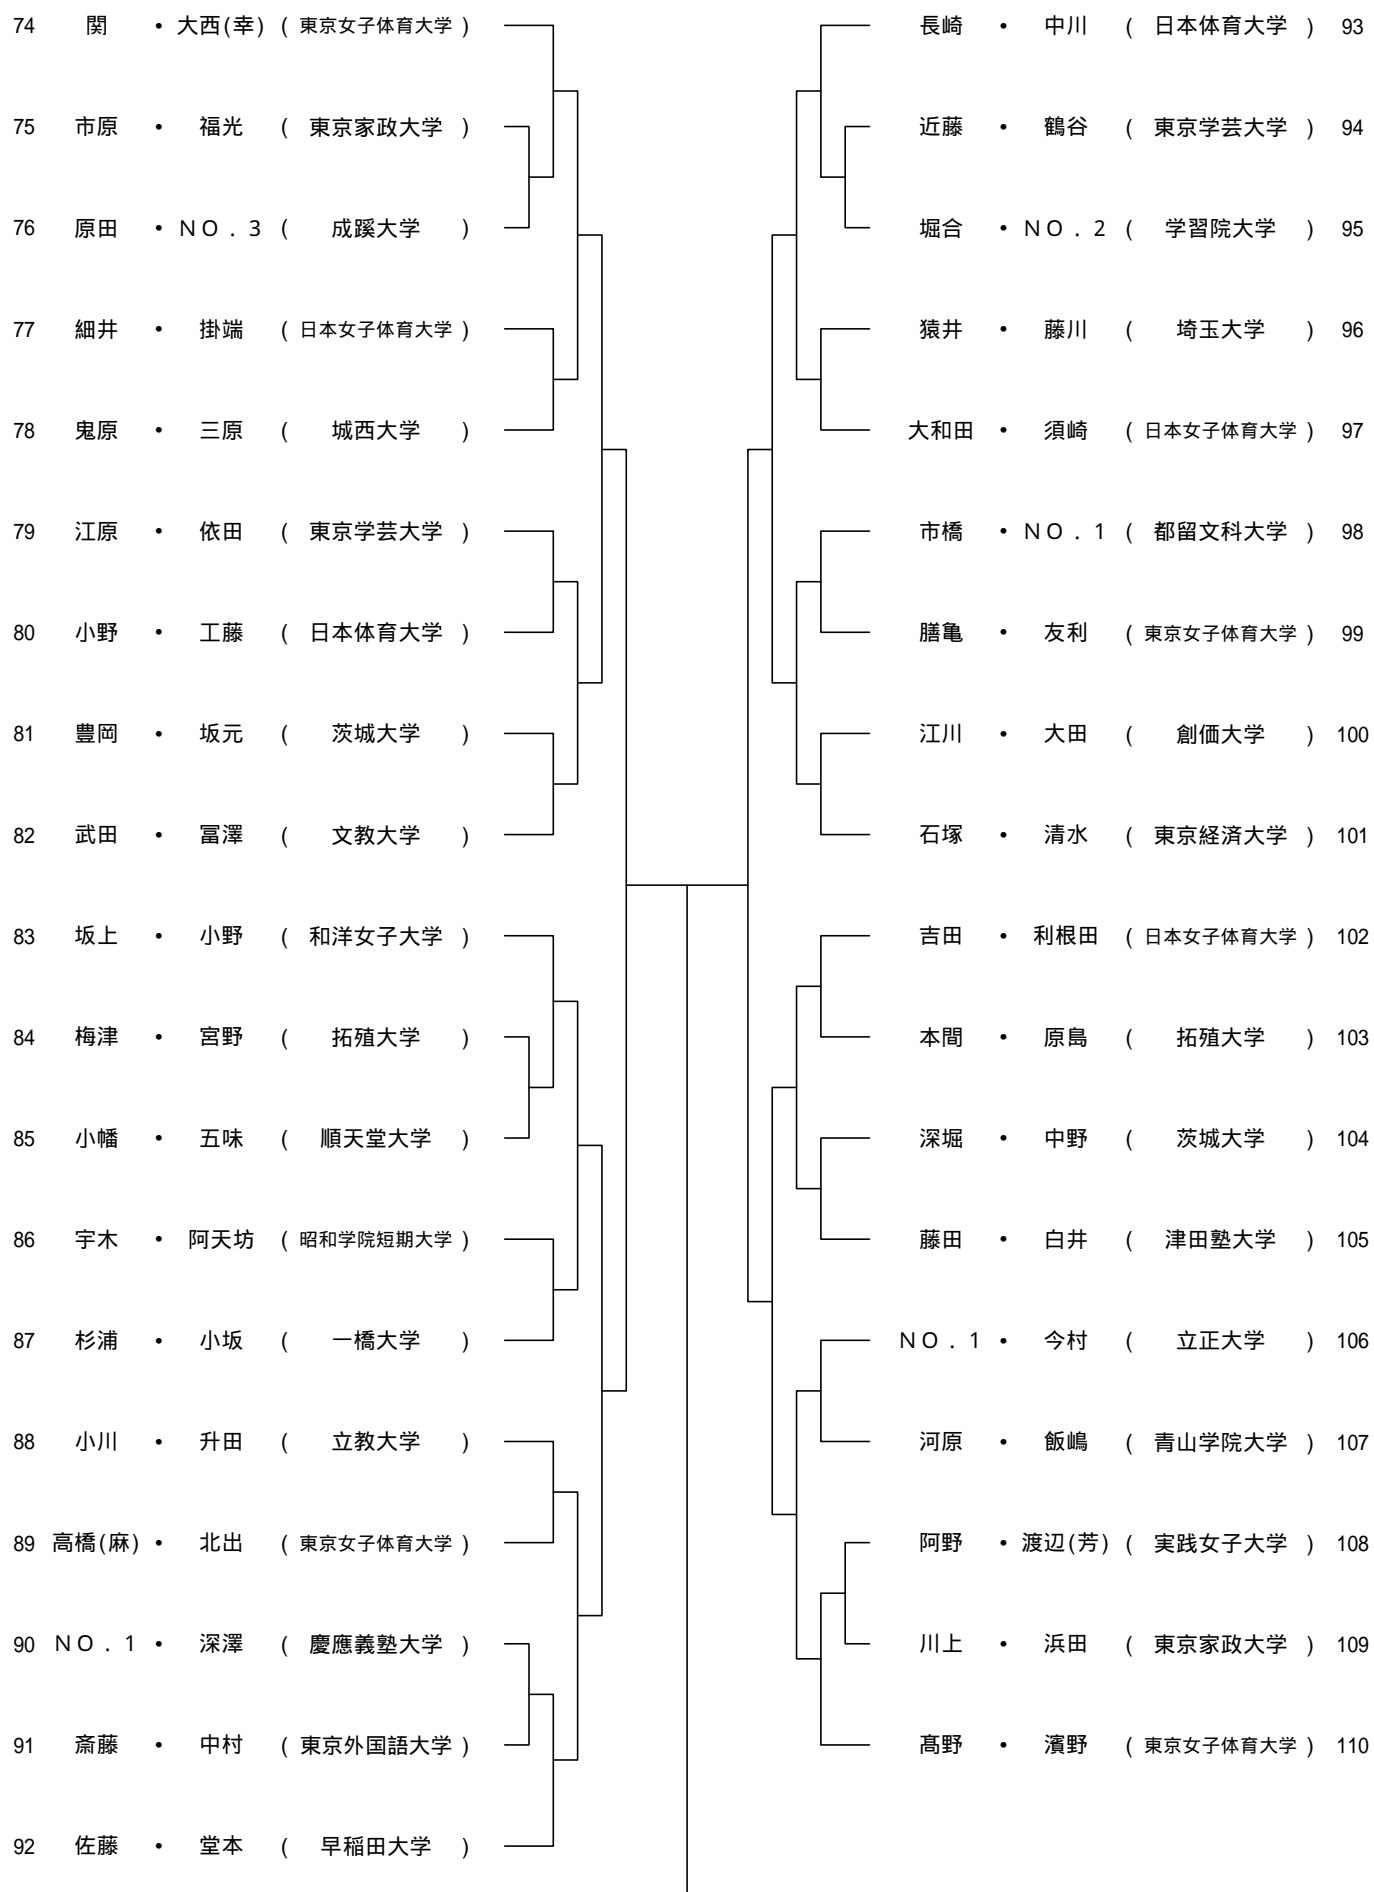 74 関 ・ 大西(幸) ( 東京女子体育大学 )
75 市原 ・ 福光 ( 東京家政大学 )
76 原田 ・ NO.3 ( 成蹊大学 )
77 細井 ・ 掛端 ( 日本女子体育大学 )
78 鬼原 ・ 三原 ( 城西大学 )
79 江原 ・ 依田 ( 東京学芸大学 )
80 小野 ・ 工藤 ( 日本体育大学 )
81 豊岡 ・ 坂元 ( 茨城大学 )
82 武田 ・ 冨澤 ( 文教大学 )
83 坂上 ・ 小野 ( 和洋女子大学 )
84 梅津 ・ 宮野 ( 拓殖大学 )
85 小幡 ・ 五味 ( 順天堂大学 )
86 宇木 ・ 阿天坊 ( 昭和学院短期大学 )
87 杉浦 ・ 小坂 ( 一橋大学 )
88 小川 ・ 升田 ( 立教大学 )
89 高橋(麻) ・ 北出 ( 東京女子体育大学 )
90 NO.1 ・ 深澤 ( 慶應義塾大学 )
91 斎藤 ・ 中村 ( 東京外国語大学 )
92 佐藤 ・ 堂本 ( 早稲田大学 )
長崎 ・ 中川 ( 日本体育大学 ) 93
近藤 ・ 鶴谷 ( 東京学芸大学 ) 94
堀合 ・ NO.2 ( 学習院大学 ) 95
猿井 ・ 藤川 ( 埼玉大学 ) 96
大和田 ・ 須崎 ( 日本女子体育大学 ) 97
市橋 ・ NO.1 ( 都留文科大学 ) 98
膳亀 ・ 友利 ( 東京女子体育大学 ) 99
江川 ・ 大田 ( 創価大学 ) 100
石塚 ・ 清水 ( 東京経済大学 ) 101
吉田 ・ 利根田 ( 日本女子体育大学 ) 102
本間 ・ 原島 ( 拓殖大学 ) 103
深堀 ・ 中野 ( 茨城大学 ) 104
藤田 ・ 白井 ( 津田塾大学 ) 105
NO.1 ・ 今村 ( 立正大学 ) 106
河原 ・ 飯嶋 ( 青山学院大学 ) 107
阿野 ・ 渡辺(芳) ( 実践女子大学 ) 108
川上 ・ 浜田 ( 東京家政大学 ) 109
髙野 ・ 濱野 ( 東京女子体育大学 ) 110